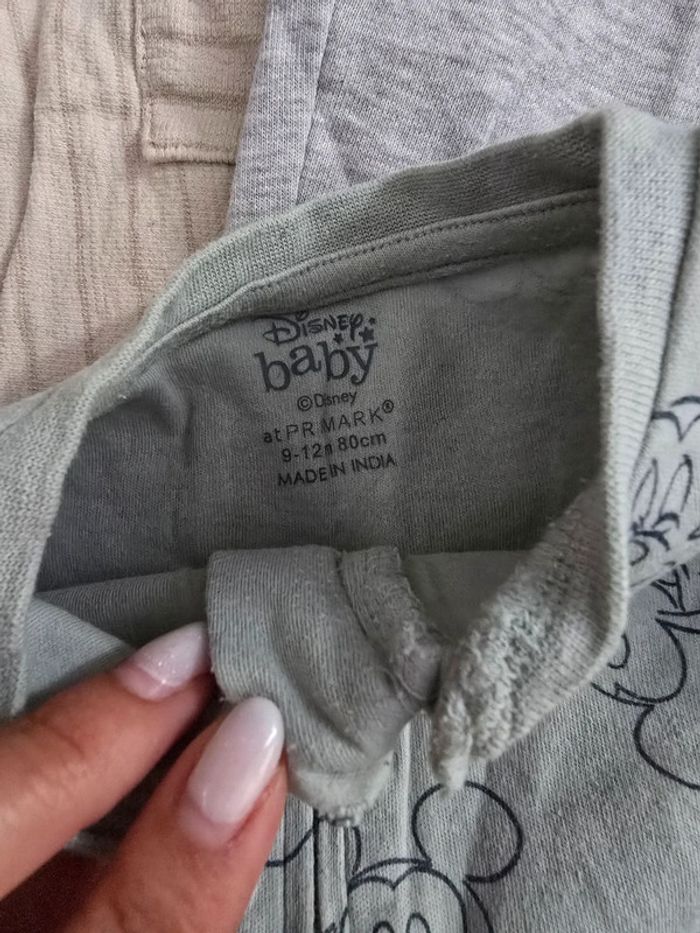 Disney
baby
©Disney
at PRIMARK®
9-12m 80cm
MADE IN INDIA